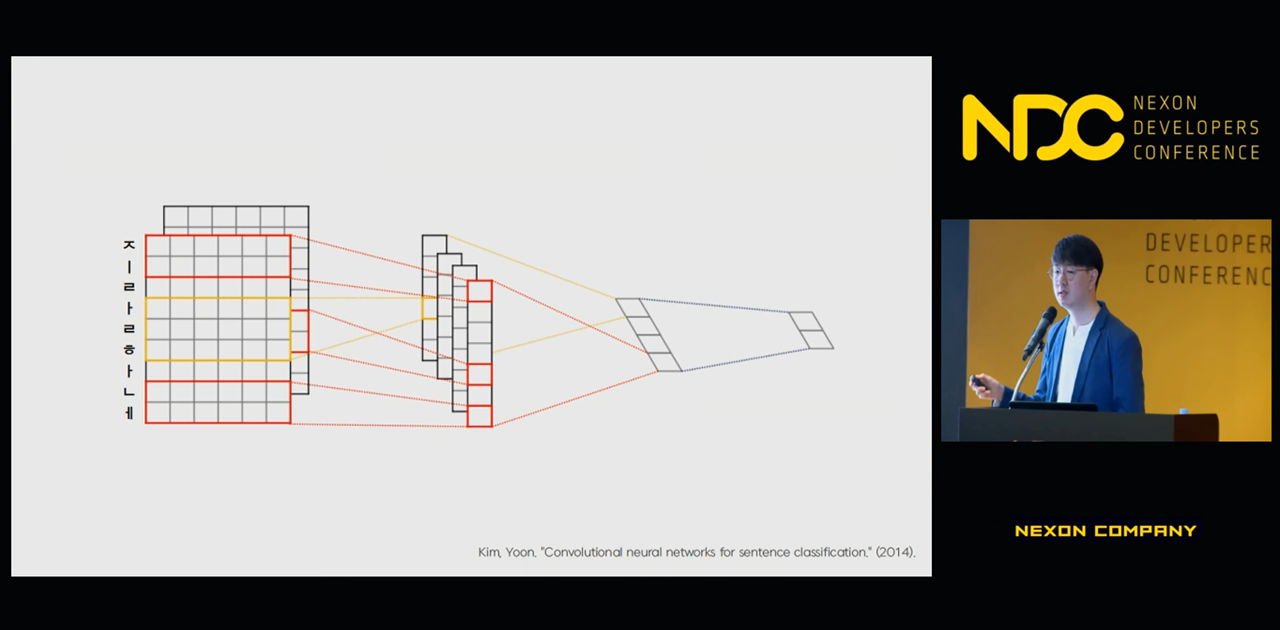 ㅈ
ㅣ
ㄹ
ㅏ
ㄹ
ㅎ
ㅏ
ㄴ
ㅔ
Kim, Yoon. "Convolutional neural networks for sentence classification." (2014).
NDC
NEXON
DEVELOPERS
CONFERENCE
DEVELOPER
CONFERENC
NEXON COMPANY